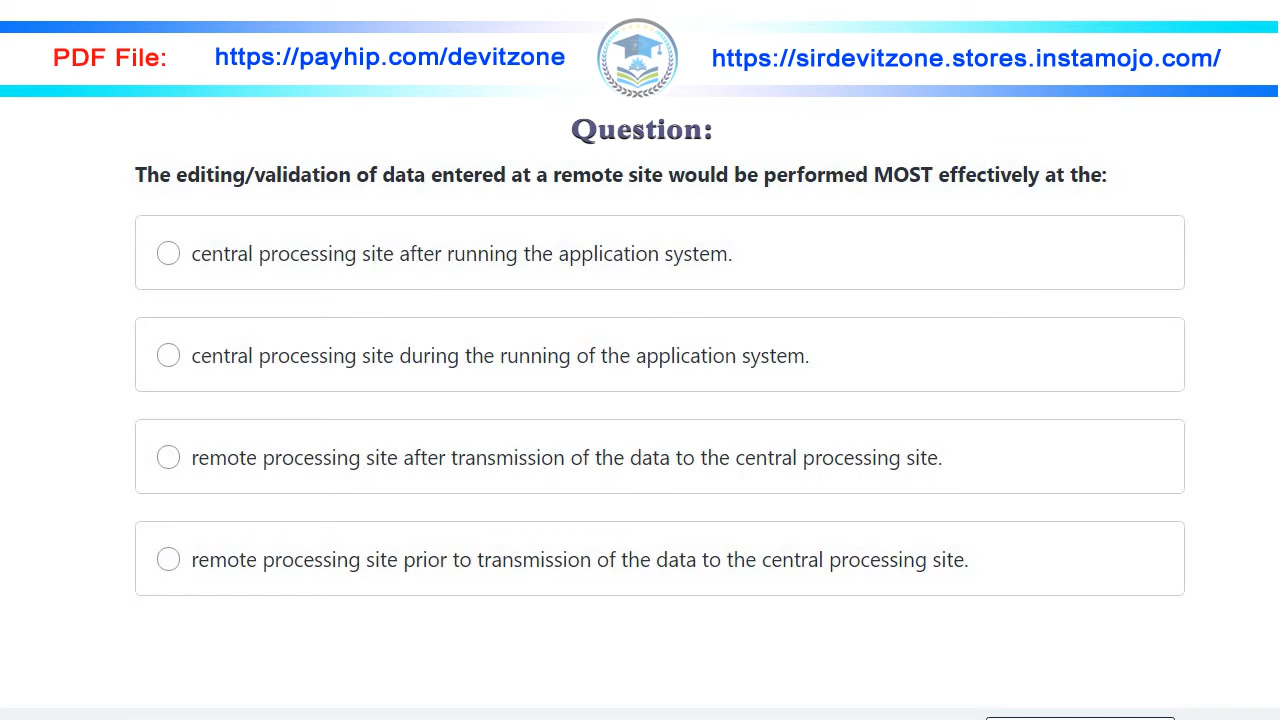 PDF File: https://payhip.com/devitzone https://sirdevitzone.stores.instamojo.com/
Question:
The editing/validation of data entered at a remote site would be performed MOST effectively at the:
central processing site after running the application system.
central processing site during the running of the application system.
remote processing site after transmission of the data to the central processing site.
remote processing site prior to transmission of the data to the central processing site.